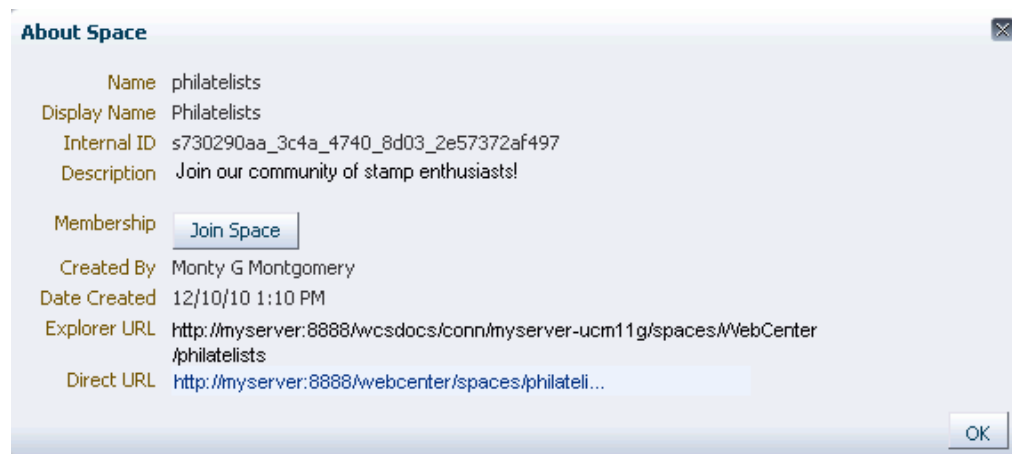 About Space
Name philatelists
Display Name Philatelists
Internal ID s730290aa_3c4a_4740_8d03_2e57372af497
Description Join our community of stamp enthusiasts!
Membership Join Space
Created By Monty G Montgomery
Date Created 12/10/10 1:10 PM
Explorer URL http://myserver:8888/wcsdocs/conn/myserver-ucm11g/spaces/WebCenter
/philatelists
Direct URL http://myserver:8888/webcenter/spaces/philateli...
OK